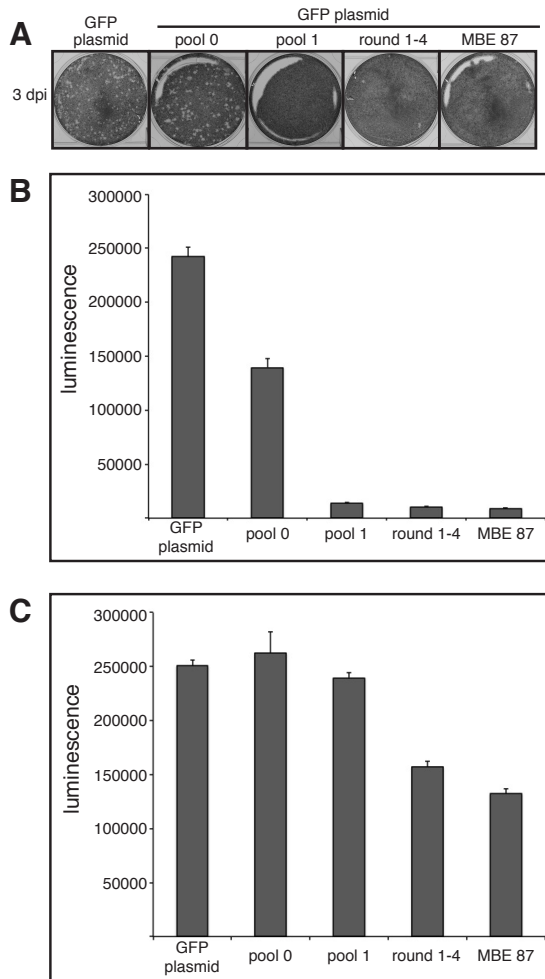 A
GFP
plasmid
GFP plasmid
pool 0
pool 1
round 1-4
MBE 87
3 dpi
B
luminescence
300000
250000
200000
150000
100000
50000
GFP
plasmid
pool 0
pool 1
round 1-4
MBE 87
C
luminescence
300000
250000
200000
150000
100000
50000
GFP
plasmid
pool 0
pool 1
round 1-4
MBE 87